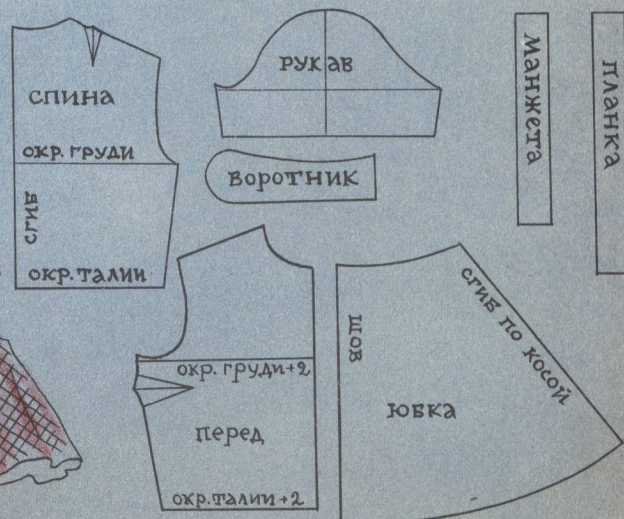 спина
окр. груди
сгиб
окр. талии
рукав
воротник
манжета
планка
окр. груди+2
перед
окр. талии+2
шов
сгиб по косой
юбка